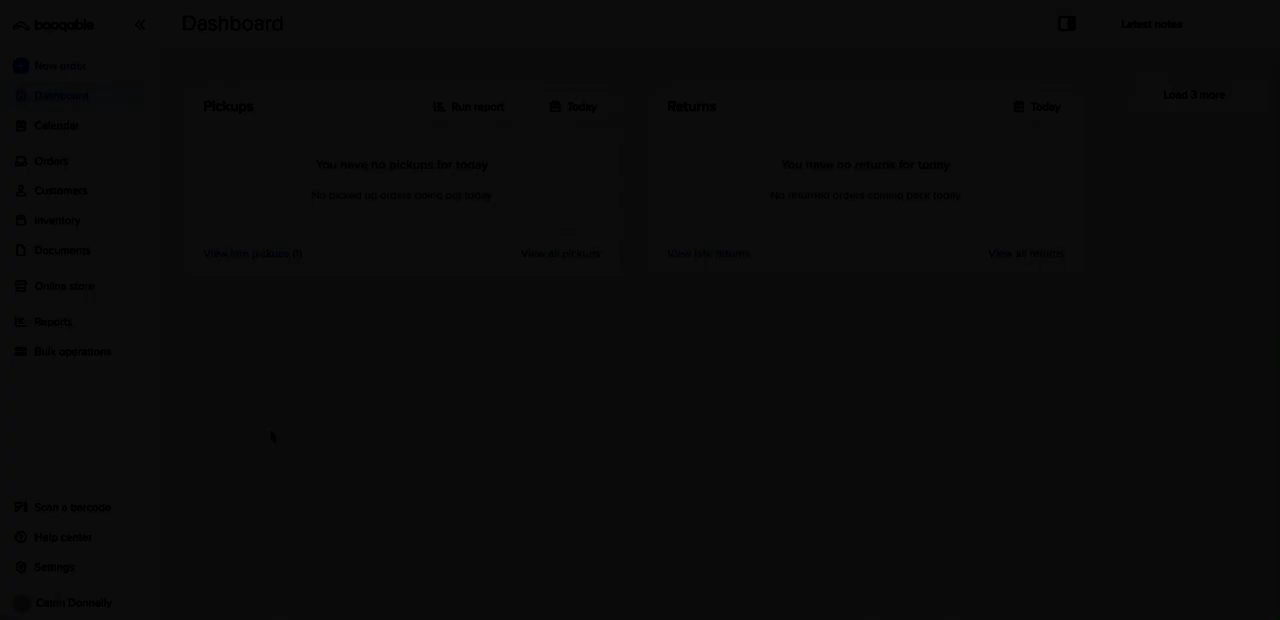 booqable
Dashboard
Latest notes
New order
Dashboard
Load 3 more
Pickups
Run report
Today
Returns
Today
Calendar
Orders
You have no pickups for today
You have no returns for today
Customers
No picked up orders going out today
No returned orders coming back today
Inventory
Documents
View late pickups (1)
View all pickups
View late returns
View all returns
Online store
Reports
Bulk operations
Scan a barcode
Help center
Settings
Donnelly